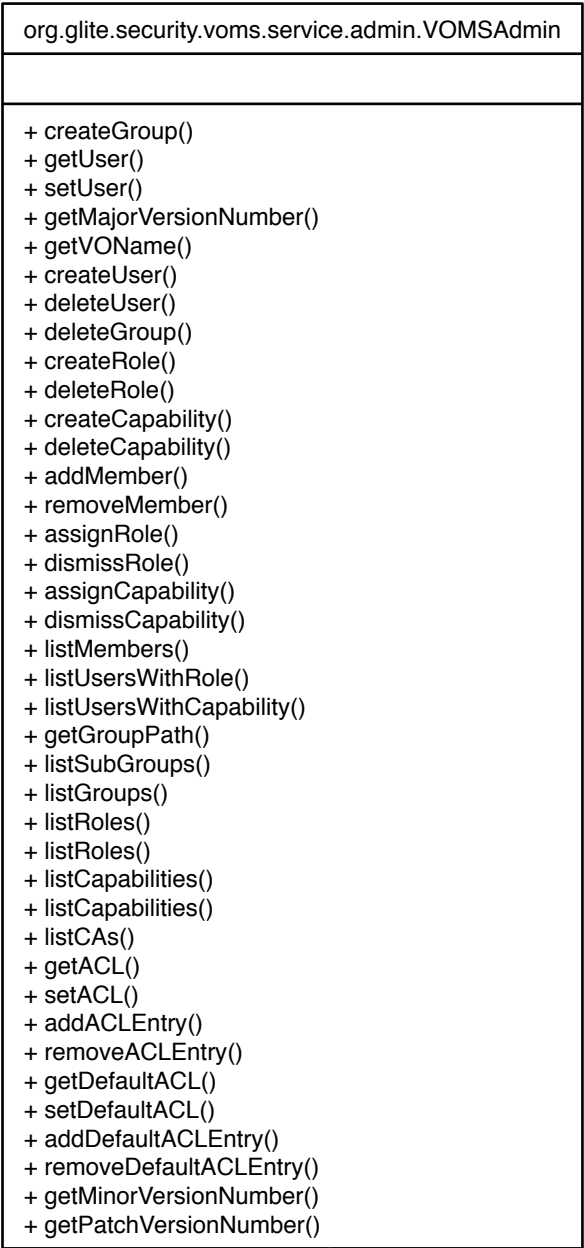 org.glite.security.voms.service.admin.VOMSAdmin
+ createGroup()
+ getUser()
+ setUser()
+ getMajorVersionNumber()
+ getVOName()
+ createUser()
+ deleteUser()
+ deleteGroup()
+ createRole()
+ deleteRole()
+ createCapability()
+ deleteCapability()
+ addMember()
+ removeMember()
+ assignRole()
+ dismissRole()
+ assignCapability()
+ dismissCapability()
+ listMembers()
+ listUsersWithRole()
+ listUsersWithCapability()
+ getGroupPath()
+ listSubGroups()
+ listGroups()
+ listRoles()
+ listRoles()
+ listCapabilities()
+ listCapabilities()
+ listCAs()
+ getACL()
+ setACL()
+ addACLEntry()
+ removeACLEntry()
+ getDefaultACL()
+ setDefaultACL()
+ addDefaultACLEntry()
+ removeDefaultACLEntry()
+ getMinorVersionNumber()
+ getPatchVersionNumber()